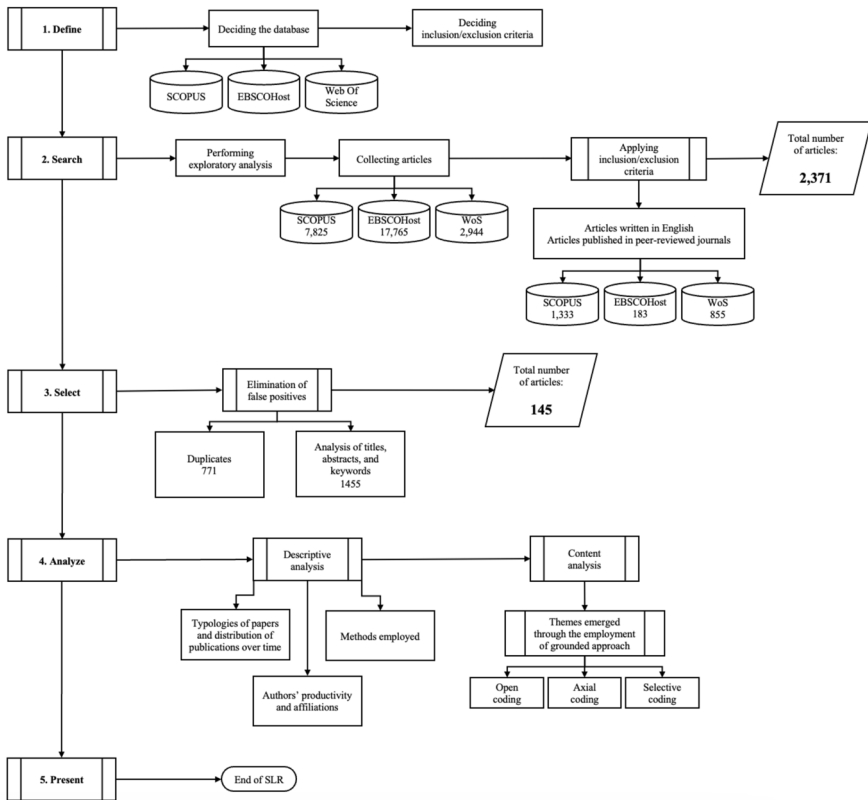 1. Define
Deciding the database
Deciding
inclusion/exclusion criteria
SCOPUS
EBSCOHost
Web Of
Science
2. Search
Performing
exploratory analysis
Collecting articles
Applying
inclusion/exclusion
criteria
Total number
of articles:
2,371
SCOPUS
7,825
EBSCOHost
17,765
WoS
2,944
Articles written in English
Articles published in peer-reviewed journals
SCOPUS
1,333
EBSCOHost
183
WoS
855
3. Select
Elimination of
false positives
Total number
of articles:
145
Duplicates
771
Analysis of titles,
abstracts, and
keywords
1455
4. Analyze
Descriptive
analysis
Content
analysis
Typologies of papers
and distribution of
publications over time
Methods employed
Authors' productivity
and affiliations
Themes emerged
through the employment
of grounded approach
Open
coding
Axial
coding
Selective
coding
5. Present
End of SLR